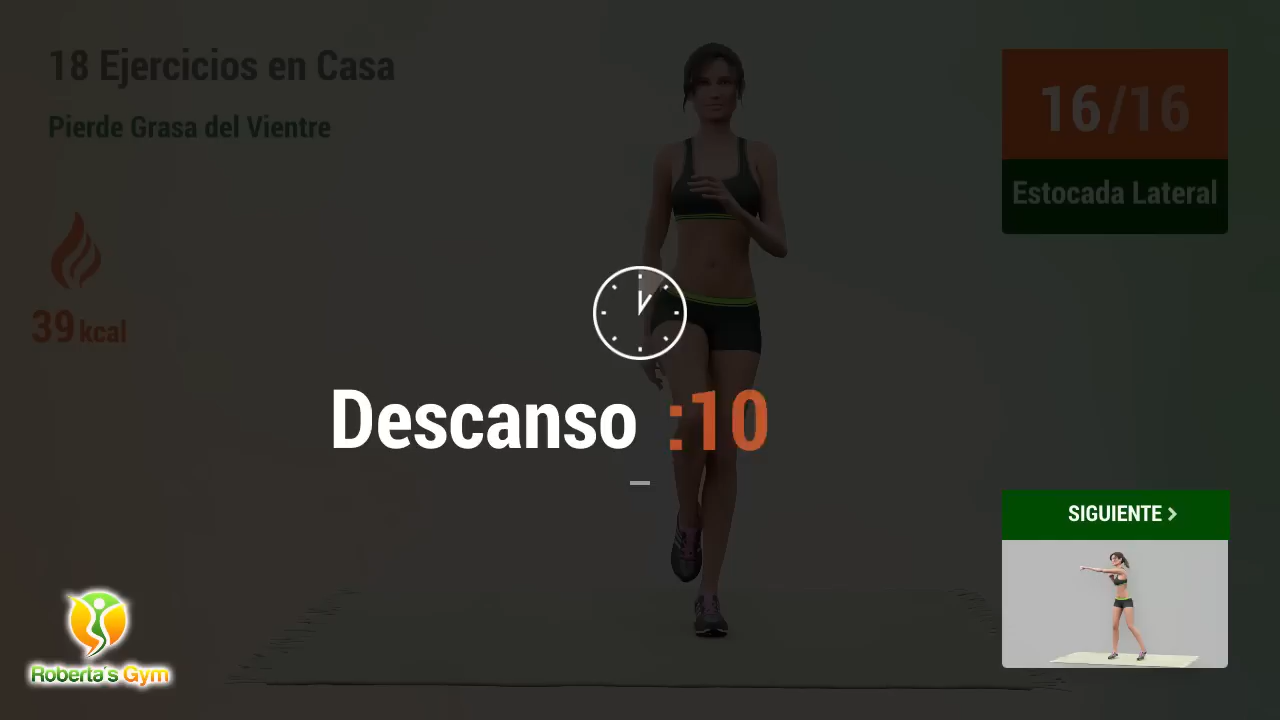 18 Ejercicios en Casa
Pierde Grasa del Vientre
39 kcal
16/16
Estocada Lateral
Descanso :10
SIGUIENTE >
Roberta´s Gym